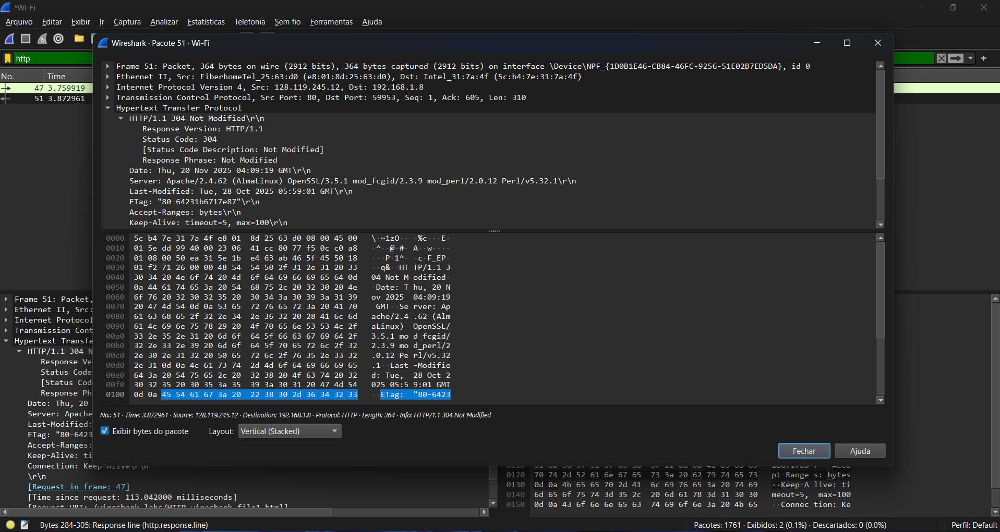 *Wi-Fi
Arquivo Editar Exibir Ir Captura Analizar Estatísticas Telefonia Sem fio Ferramentas Ajuda
http
No. Time
47 3.759919
51 3.872961
Wireshark · Pacote 51 · Wi-Fi
Frame 51: Packet, 364 bytes on wire (2912 bits), 364 bytes captured (2912 bits) on interface \Device\NPF_{1D0B1E46-CB84-46FC-9256-51E02B7ED5DA}, id 0
Ethernet II, Src: FiberhomeTel_25:63:d0 (e8:01:8d:25:63:d0), Dst: Intel_31:7a:4f (5c:b4:7e:31:7a:4f)
Internet Protocol Version 4, Src: 128.119.245.12, Dst: 192.168.1.8
Transmission Control Protocol, Src Port: 80, Dst Port: 59953, Seq: 1, Ack: 605, Len: 310
Hypertext Transfer Protocol
HTTP/1.1 304 Not Modified\r\n
Response Version: HTTP/1.1
Status Code: 304
[Status Code Description: Not Modified]
Response Phrase: Not Modified
Date: Thu, 20 Nov 2025 04:09:19 GMT\r\n
Server: Apache/2.4.62 (AlmaLinux) OpenSSL/3.5.1 mod_fcgid/2.3.9 mod_perl/2.0.12 Perl/v5.32.1\r\n
Last-Modified: Tue, 28 Oct 2025 05:59:01 GMT\r\n
ETag: "80-64231b6717e87"\r\n
Accept-Ranges: bytes\r\n
Keep-Alive: timeout=5, max=100\r\n
0000 5c b4 7e 31 7a 4f e8 01 8d 25 63 d0 08 00 45 00 \·~1zO·· ·%c···E·
0010 01 5e dd 99 40 00 23 06 41 cc 80 77 f5 0c c0 a8 ·^··@·#· A··w····
0020 01 08 00 50 ea 31 5e 1b e4 63 ab 46 5f 45 50 18 ···P·1^· ·c·F_EP·
0030 01 f2 71 26 00 00 48 54 54 50 2f 31 2e 31 20 33 ··q&··HT TP/1.1 3
0040 30 34 20 4e 6f 74 20 4d 6f 64 69 66 69 65 64 0d 04 Not M odified·
0050 0a 44 61 74 65 3a 20 54 68 75 2c 20 32 30 20 4e ·Date: T hu, 20 N
0060 6f 76 20 32 30 32 35 20 30 34 3a 30 39 3a 31 39 ov 2025 04:09:19
0070 20 47 4d 54 0d 0a 53 65 72 76 65 72 3a 20 41 70 GMT··Se rver: Ap
0080 61 63 68 65 2f 32 2e 34 2e 36 32 20 28 41 6c 6d ache/2.4 .62 (Alm
0090 61 4c 69 6e 75 78 29 20 4f 70 65 6e 53 53 4c 2f aLinux) OpenSSL/
00a0 33 2e 35 2e 31 20 6d 6f 64 5f 66 63 67 69 64 2f 3.5.1 mo d_fcgid/
00b0 32 2e 33 2e 39 20 6d 6f 64 5f 70 65 72 6c 2f 32 2.3.9 mo d_perl/2
00c0 2e 30 2e 31 32 20 50 65 72 6c 2f 76 35 2e 33 32 .0.12 Pe rl/v5.32
00d0 2e 31 0d 0a 4c 61 73 74 2d 4d 6f 64 69 66 69 65 .1··Last -Modifie
00e0 64 3a 20 54 75 65 2c 20 32 38 20 4f 63 74 20 32 d: Tue, 28 Oct 2
00f0 30 32 35 20 30 35 3a 35 39 3a 30 31 20 47 4d 54 025 05:5 9:01 GMT
0100 0d 0a 45 54 61 67 3a 20 22 38 30 2d 36 34 32 33 ··ETag: "80-6423
No.: 51 · Time: 3.872961 · Source: 128.119.245.12 · Destination: 192.168.1.8 · Protocol: HTTP · Length: 364 · Info: HTTP/1.1 304 Not Modified
Exibir bytes do pacote Layout: Vertical (Stacked)
Fechar Ajuda
Frame 51: Packet,
Ethernet II, Src:
Internet Protocol
Transmission Cont
Hypertext Transfe
HTTP/1.1 304 N
Response Ve
Status Code
[Status Cod
Response Ph
Date: Thu, 20
Server: Apache
Last-Modified:
ETag: "80-6423
Accept-Ranges:
Keep-Alive: ti
Connection: Keep-Alive\r\n
\r\n
[Request in frame: 47]
[Time since request: 113.042000 milliseconds]
[Request URI: /wireshark-labs/HTTP-wireshark-file1.html]
0120 70 74 2d 52 61 6e 67 65 73 3a 20 62 79 74 65 73 pt-Range s: bytes
0130 0d 0a 4b 65 65 70 2d 41 6c 69 76 65 3a 20 74 69 ··Keep-A live: ti
0140 6d 65 6f 75 74 3d 35 2c 20 6d 61 78 3d 31 30 30 meout=5, max=100
0150 0d 0a 43 6f 6e 6e 65 63 74 69 6f 6e 3a 20 4b 65 ··Connec tion: Ke
Bytes 284-305: Response line (http.response.line)
Pacotes: 1761 · Exibidos: 2 (0.1%) · Descartados: 0 (0.0%)
Perfil: Default